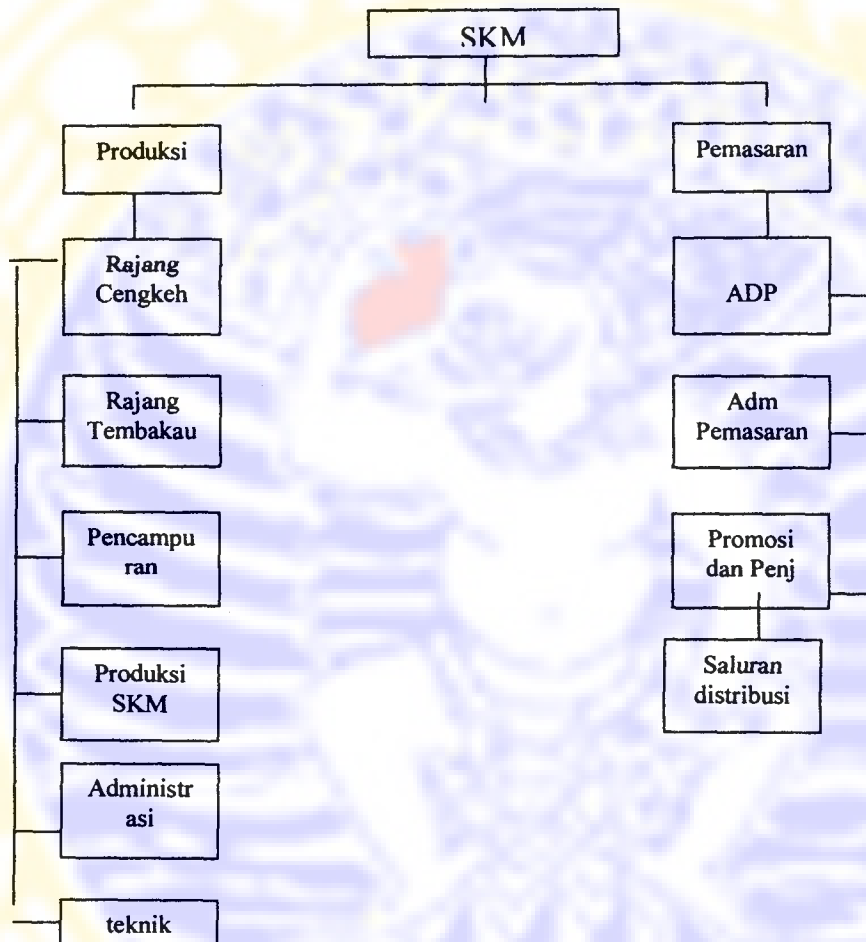 SKM
Produksi
Pemasaran
Rajang
Cengkeh
ADP
Rajang
Tembakau
Adm
Pemasaran
Pencampu
ran
Promosi
dan Penj
Produksi
SKM
Saluran
distribusi
Administr
asi
teknik